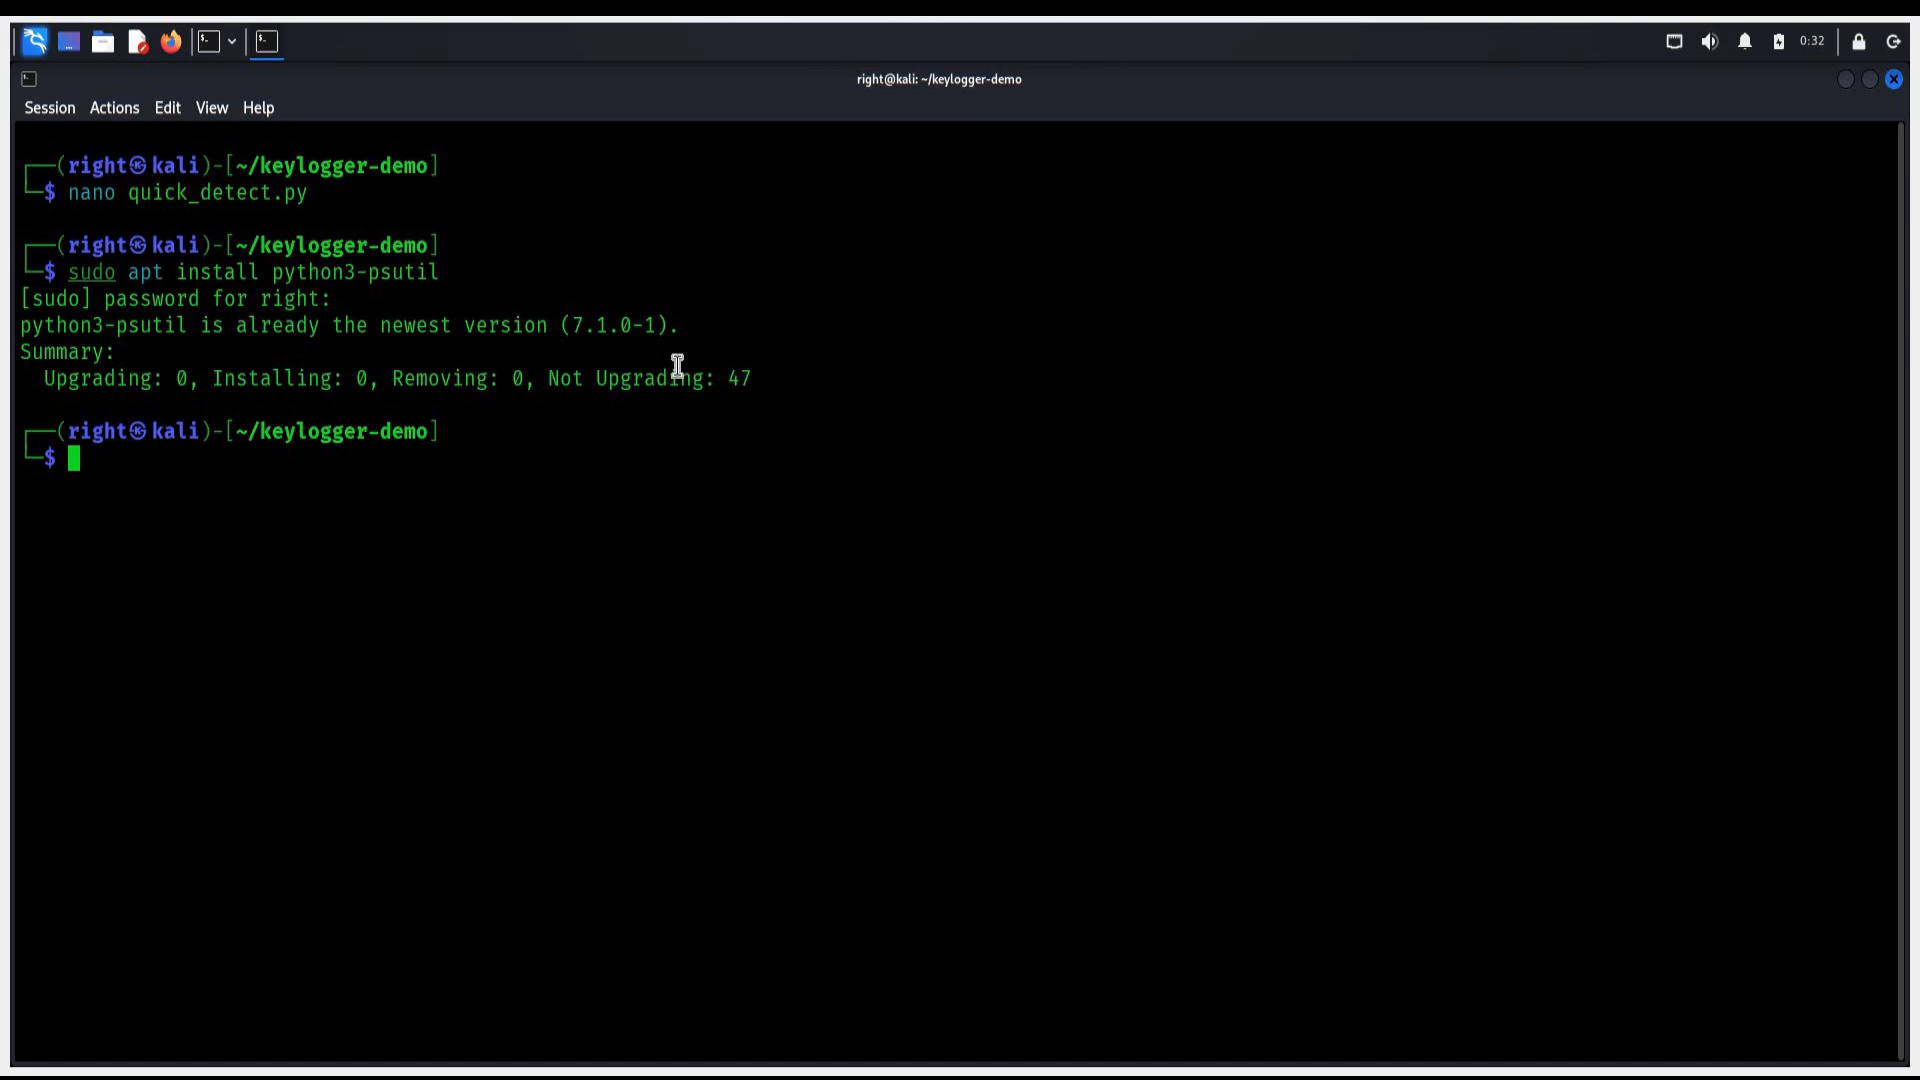 0:32
right@kali: ~/keylogger-demo
Session Actions Edit View Help
┌──(right㉿kali)-[~/keylogger-demo]
└─$ nano quick_detect.py
┌──(right㉿kali)-[~/keylogger-demo]
└─$ sudo apt install python3-psutil
[sudo] password for right:
python3-psutil is already the newest version (7.1.0-1).
Summary:
  Upgrading: 0, Installing: 0, Removing: 0, Not Upgrading: 47
┌──(right㉿kali)-[~/keylogger-demo]
└─$